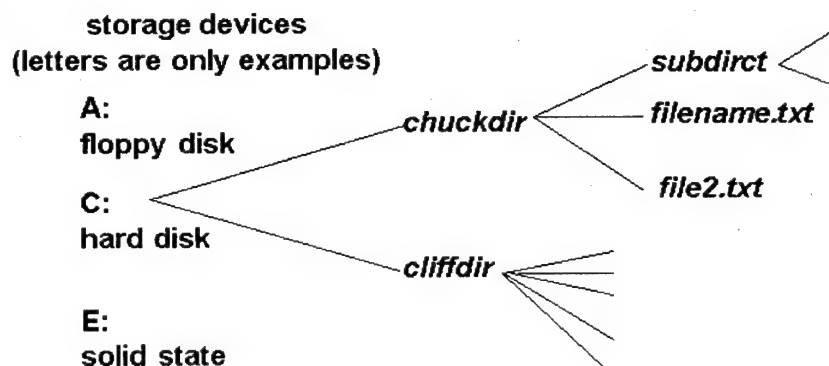 storage devices
(letters are only examples)
A:
floppy disk
C:
hard disk
E:
solid state
chuckdir
cliffdir
subdirct
filename.txt
file2.txt